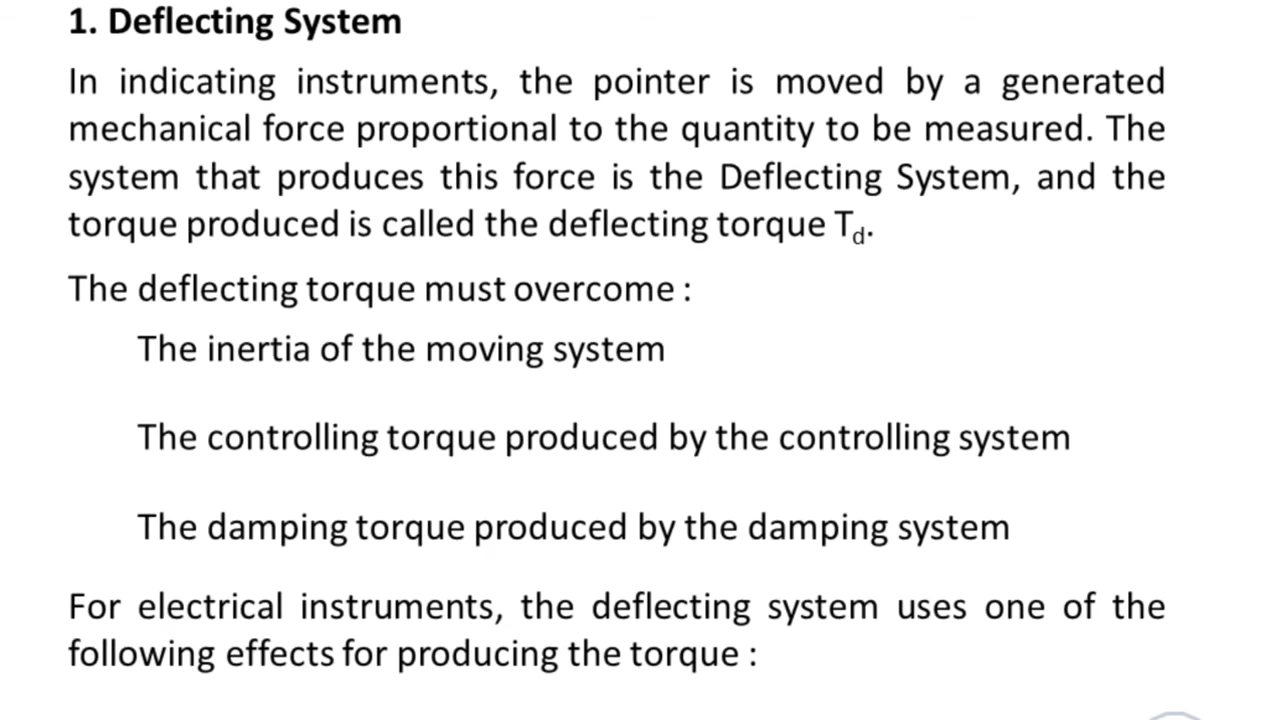 1. Deflecting System
In indicating instruments, the pointer is moved by a generated
mechanical force proportional to the quantity to be measured. The
system that produces this force is the Deflecting System, and the
torque produced is called the deflecting torque Td.
The deflecting torque must overcome :
The inertia of the moving system
The controlling torque produced by the controlling system
The damping torque produced by the damping system
For electrical instruments, the deflecting system uses one of the
following effects for producing the torque :